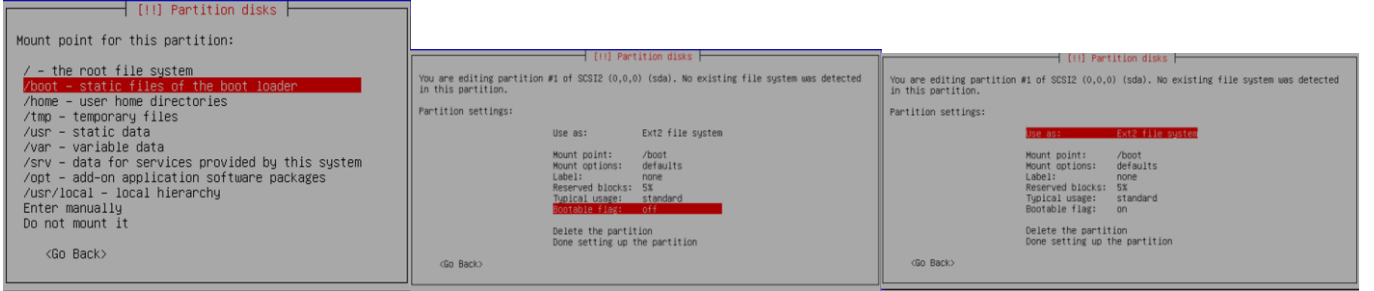 [!!] Partition disks
Mount point for this partition:
/ - the root file system
/boot - static files of the boot loader
/home - user home directories
/tmp - temporary files
/usr - static data
/var - variable data
/srv - data for services provided by this system
/opt - add-on application software packages
/usr/local - local hierarchy
Enter manually
Do not mount it
<Go Back>
[!!] Partition disks
You are editing partition #1 of SCSI2 (0,0,0) (sda). No existing file system was detected
in this partition.
Partition settings:
Use as: Ext2 file system
Mount point: /boot
Mount options: defaults
Label: none
Reserved blocks: 5%
Typical usage: standard
Bootable flag: off
Delete the partition
Done setting up the partition
<Go Back>
[!!] Partition disks
You are editing partition #1 of SCSI2 (0,0,0) (sda). No existing file system was detected
in this partition.
Partition settings:
Use as: Ext2 file system
Mount point: /boot
Mount options: defaults
Label: none
Reserved blocks: 5%
Typical usage: standard
Bootable flag: on
Delete the partition
Done setting up the partition
<Go Back>